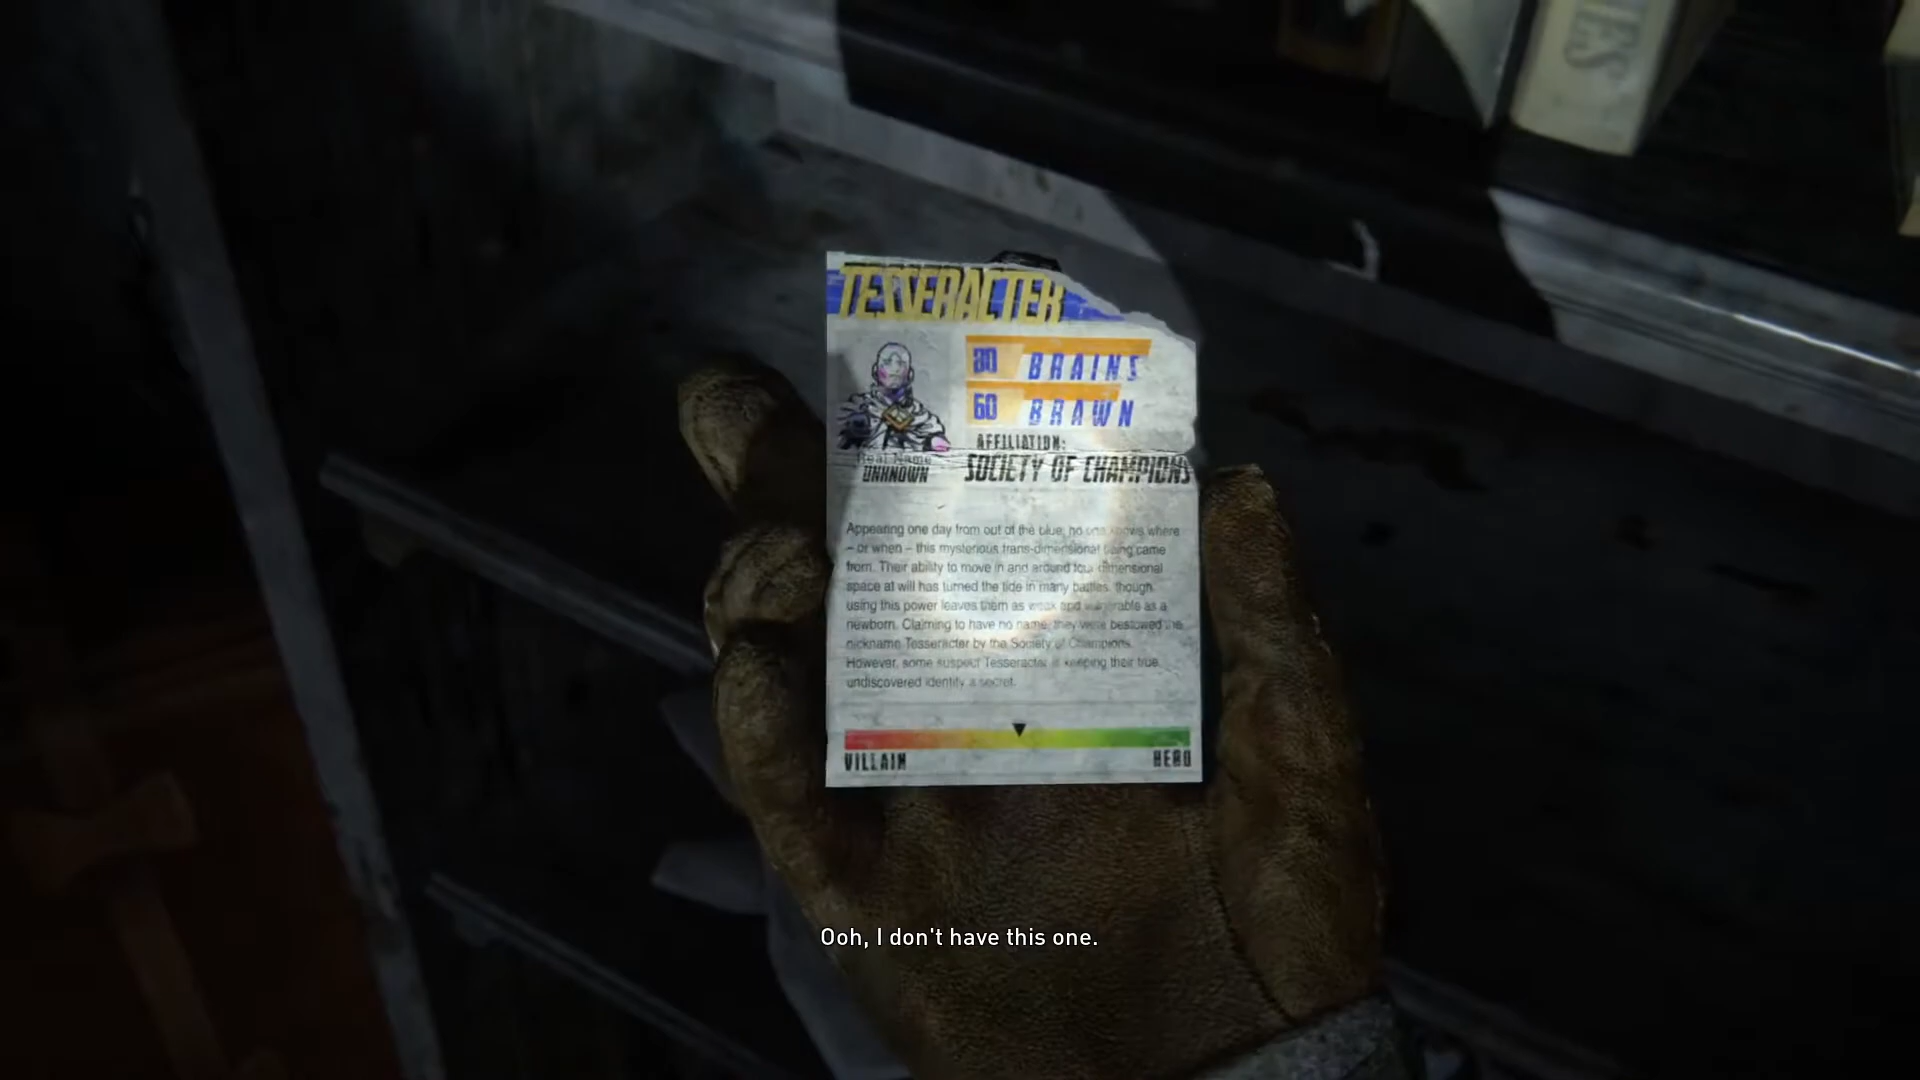 TESSERACTER
80 BRAINS
60 BRAWN
AFFILIATION:
Real Name
UNKNOWN
SOCIETY OF CHAMPIONS
Appearing one day from out of the blue, no one knows where
– or when – this mysterious trans-dimensional being came
from. Their ability to move in and around four dimensional
space at will has turned the tide in many battles, though
using this power leaves them as weak and vulnerable as a
newborn. Claiming to have no name, they were bestowed the
nickname Tesseracter by the Society of Champions.
However, some suspect Tesseracter is keeping their true,
undiscovered identity a secret.
VILLAIN
HERO
Ooh, I don't have this one.